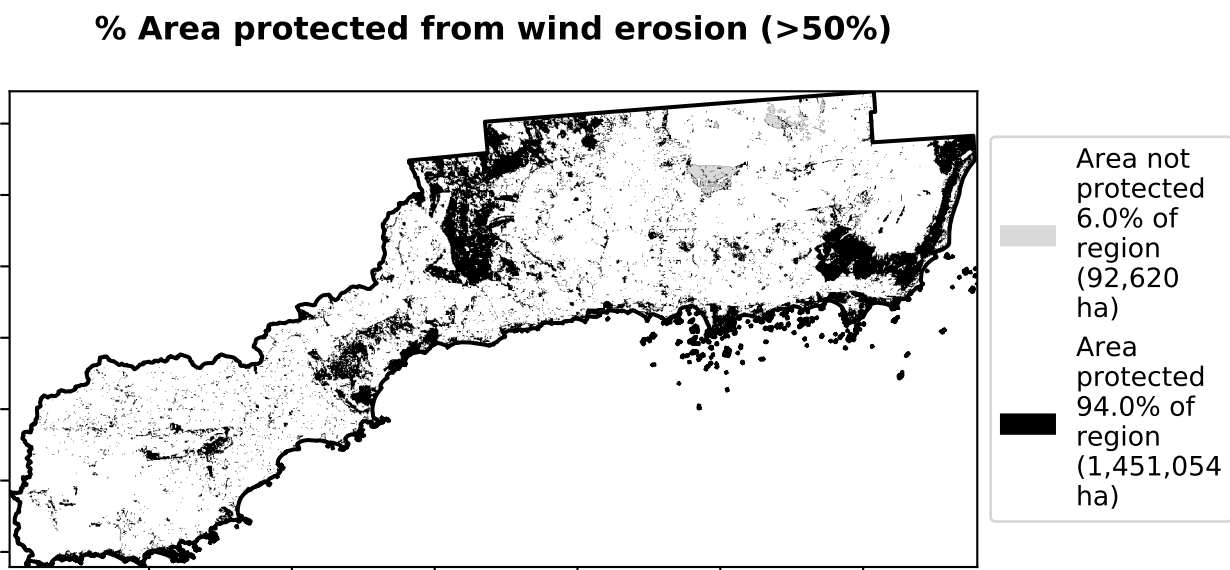 % Area protected from wind erosion (>50%)
Area not
protected
6.0% of
region
(92,620
ha)
Area
protected
94.0% of
region
(1,451,054
ha)